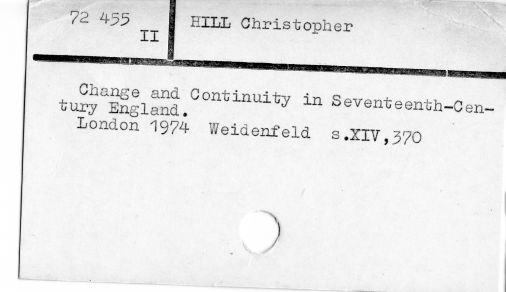 72 455
II
HILL Christopher
Change and Continuity in Seventeenth-Cen-
tury England.
London 1974 Weidenfeld s.XIV,370